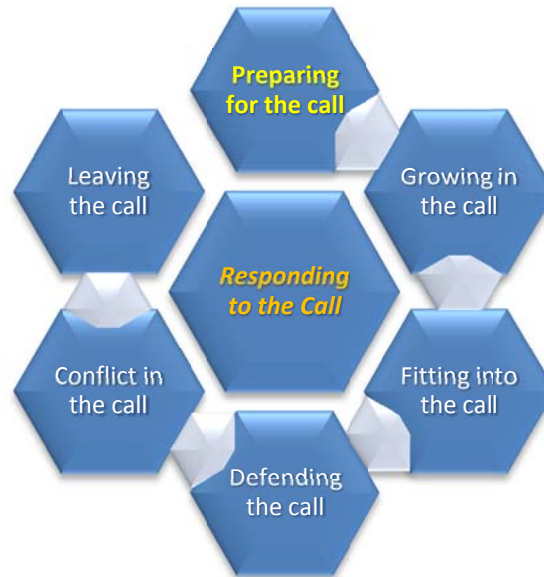 Preparing
for the call
Growing in
the call
Fitting into
the call
Defending
the call
Conflict in
the call
Leaving
the call
Responding
to the Call